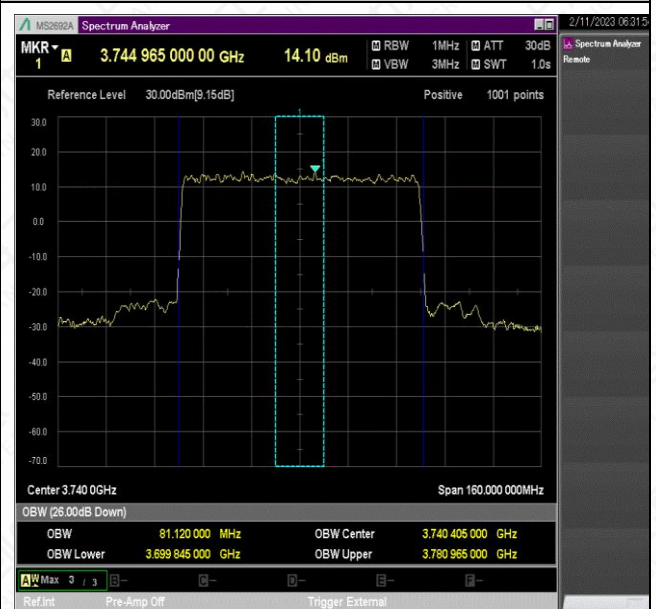 MS2692A Spectrum Analyzer
2/11/2023 06:31:5
MKR A 3.744 965 000 00 GHz 14.10 dBm M RBW 1MHz M ATT 30dB
1 M VBW 3MHz M SWT 1.0s
Spectrum Analyzer
Remote
Reference Level 30.00dBm[9.15dB] Positive 1001 points
1
30.0
20.0
10.0
0.0
-10.0
-20.0
-30.0
-40.0
-50.0
-60.0
-70.0
Center 3.740 0GHz Span 160.000 000MHz
OBW (26.00dB Down)
OBW 81.120 000 MHz OBW Center 3.740 405 000 GHz
OBW Lower 3.699 845 000 GHz OBW Upper 3.780 965 000 GHz
A W Max 3 / 3 B- C- D- E- F-
Ref.Int Pre-Amp Off Trigger External